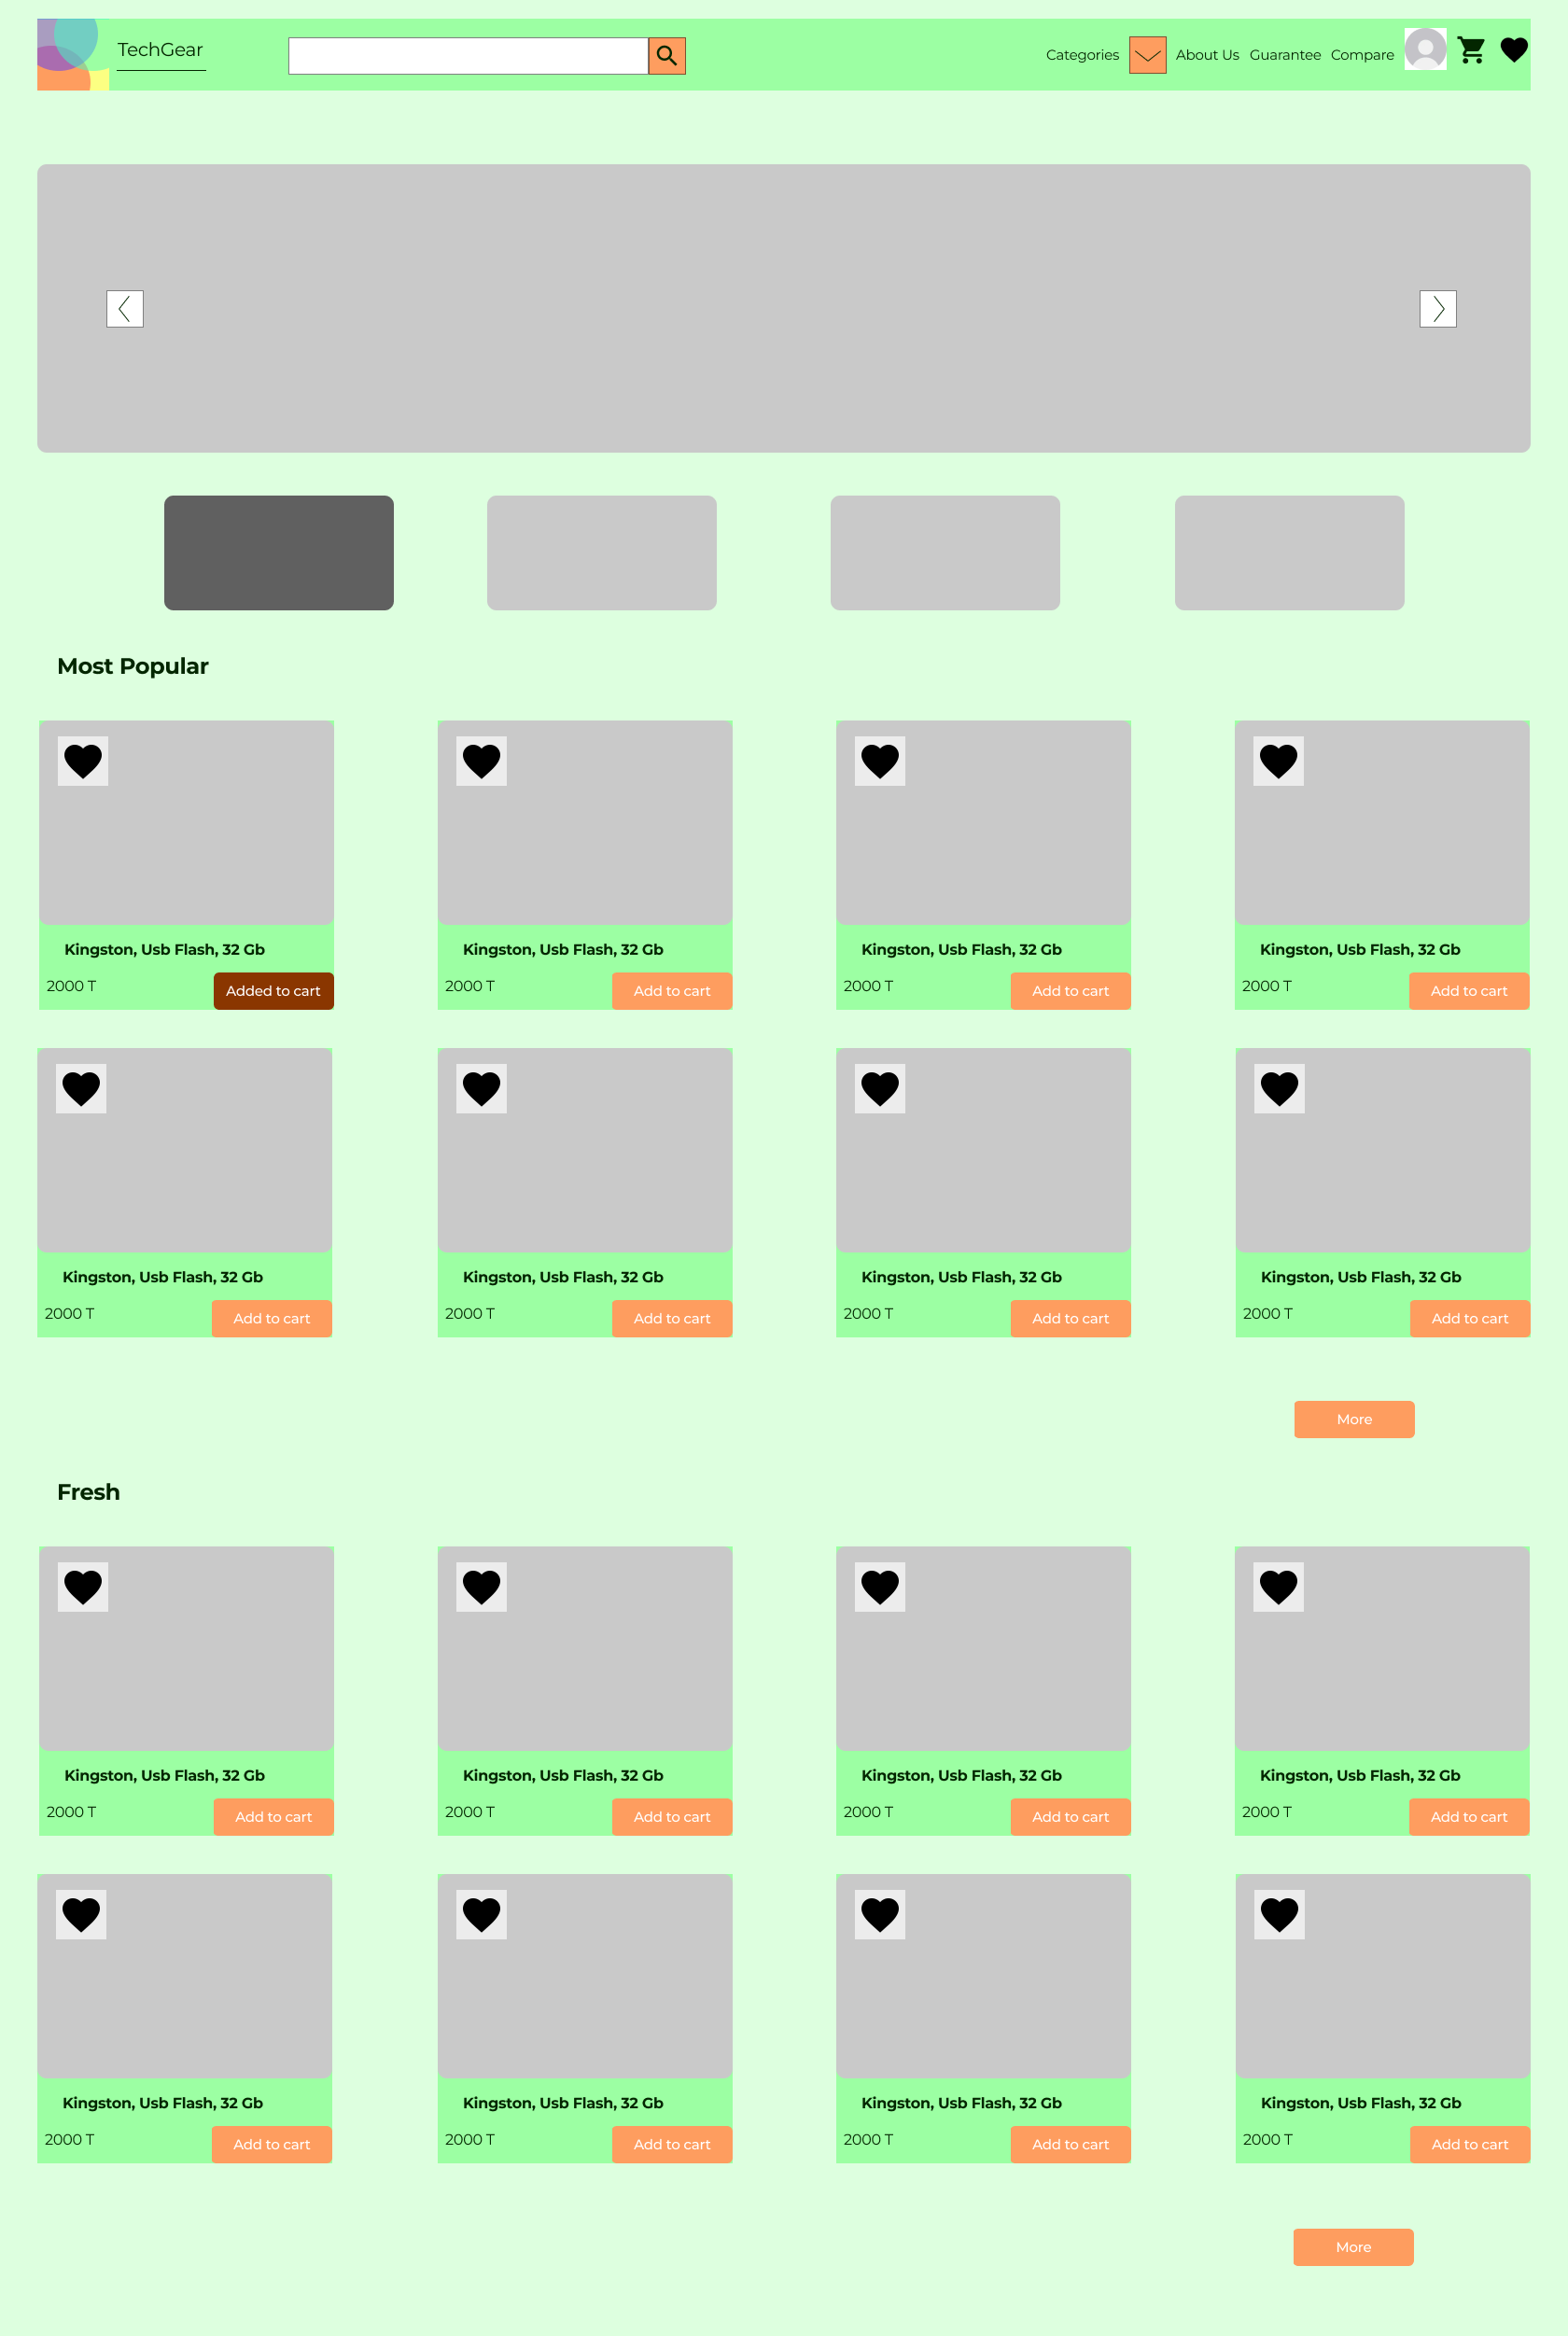 TechGear
Categories About Us Guarantee Compare
Most Popular
Kingston, Usb Flash, 32 Gb Kingston, Usb Flash, 32 Gb Kingston, Usb Flash, 32 Gb Kingston, Usb Flash, 32 Gb
2000 T Added to cart 2000 T Add to cart 2000 T Add to cart 2000 T Add to cart
Kingston, Usb Flash, 32 Gb Kingston, Usb Flash, 32 Gb Kingston, Usb Flash, 32 Gb Kingston, Usb Flash, 32 Gb
2000 T Add to cart 2000 T Add to cart 2000 T Add to cart 2000 T Add to cart
More
Fresh
Kingston, Usb Flash, 32 Gb Kingston, Usb Flash, 32 Gb Kingston, Usb Flash, 32 Gb Kingston, Usb Flash, 32 Gb
2000 T Add to cart 2000 T Add to cart 2000 T Add to cart 2000 T Add to cart
Kingston, Usb Flash, 32 Gb Kingston, Usb Flash, 32 Gb Kingston, Usb Flash, 32 Gb Kingston, Usb Flash, 32 Gb
2000 T Add to cart 2000 T Add to cart 2000 T Add to cart 2000 T Add to cart
More